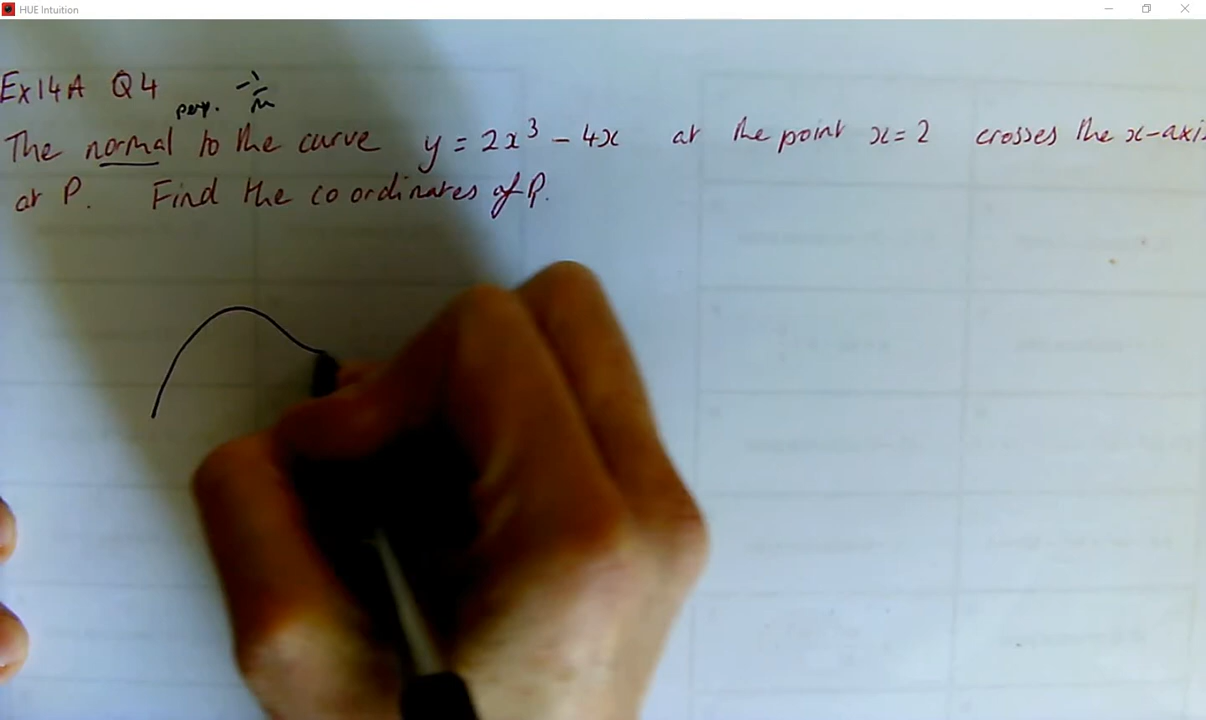 HUE Intuition
Ex14A Q4
perp. -1/m
The normal to the curve y = 2x³ - 4x at the point x = 2 crosses the x-axis
at P. Find the coordinates of P.